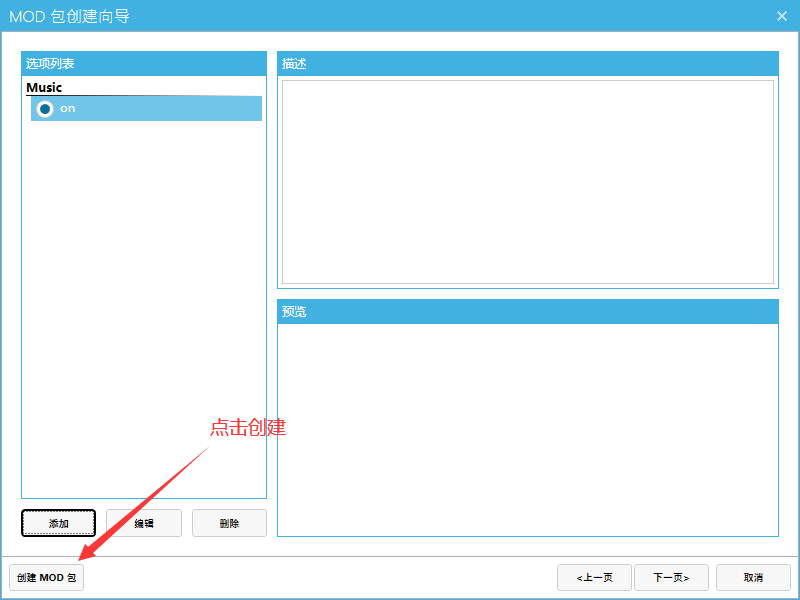 MOD 包创建向导
选项列表
Music
on
描述
预览
点击创建
添加
编辑
删除
创建 MOD 包
<上一页
下一页>
取消